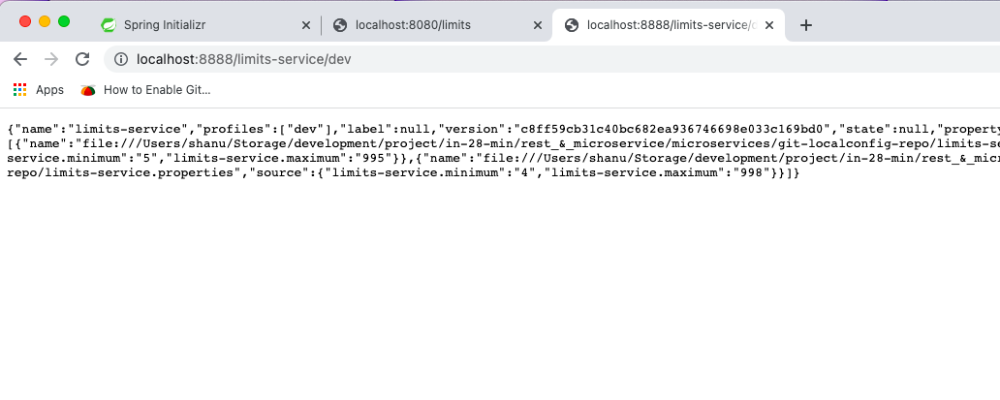 Spring Initializr
localhost:8080/limits
localhost:8888/limits-service/d
localhost:8888/limits-service/dev
Apps
How to Enable Git...
{"name":"limits-service","profiles":["dev"],"label":null,"version":"c8ff59cb31c40bc682ea936746698e033c169bd0","state":null,"property
[{"name":"file:///Users/shanu/Storage/development/project/in-28-min/rest_&_microservice/microservices/git-localconfig-repo/limits-se
service.minimum":"5","limits-service.maximum":"995"}},{"name":"file:///Users/shanu/Storage/development/project/in-28-min/rest_&_micr
repo/limits-service.properties","source":{"limits-service.minimum":"4","limits-service.maximum":"998"}}]}